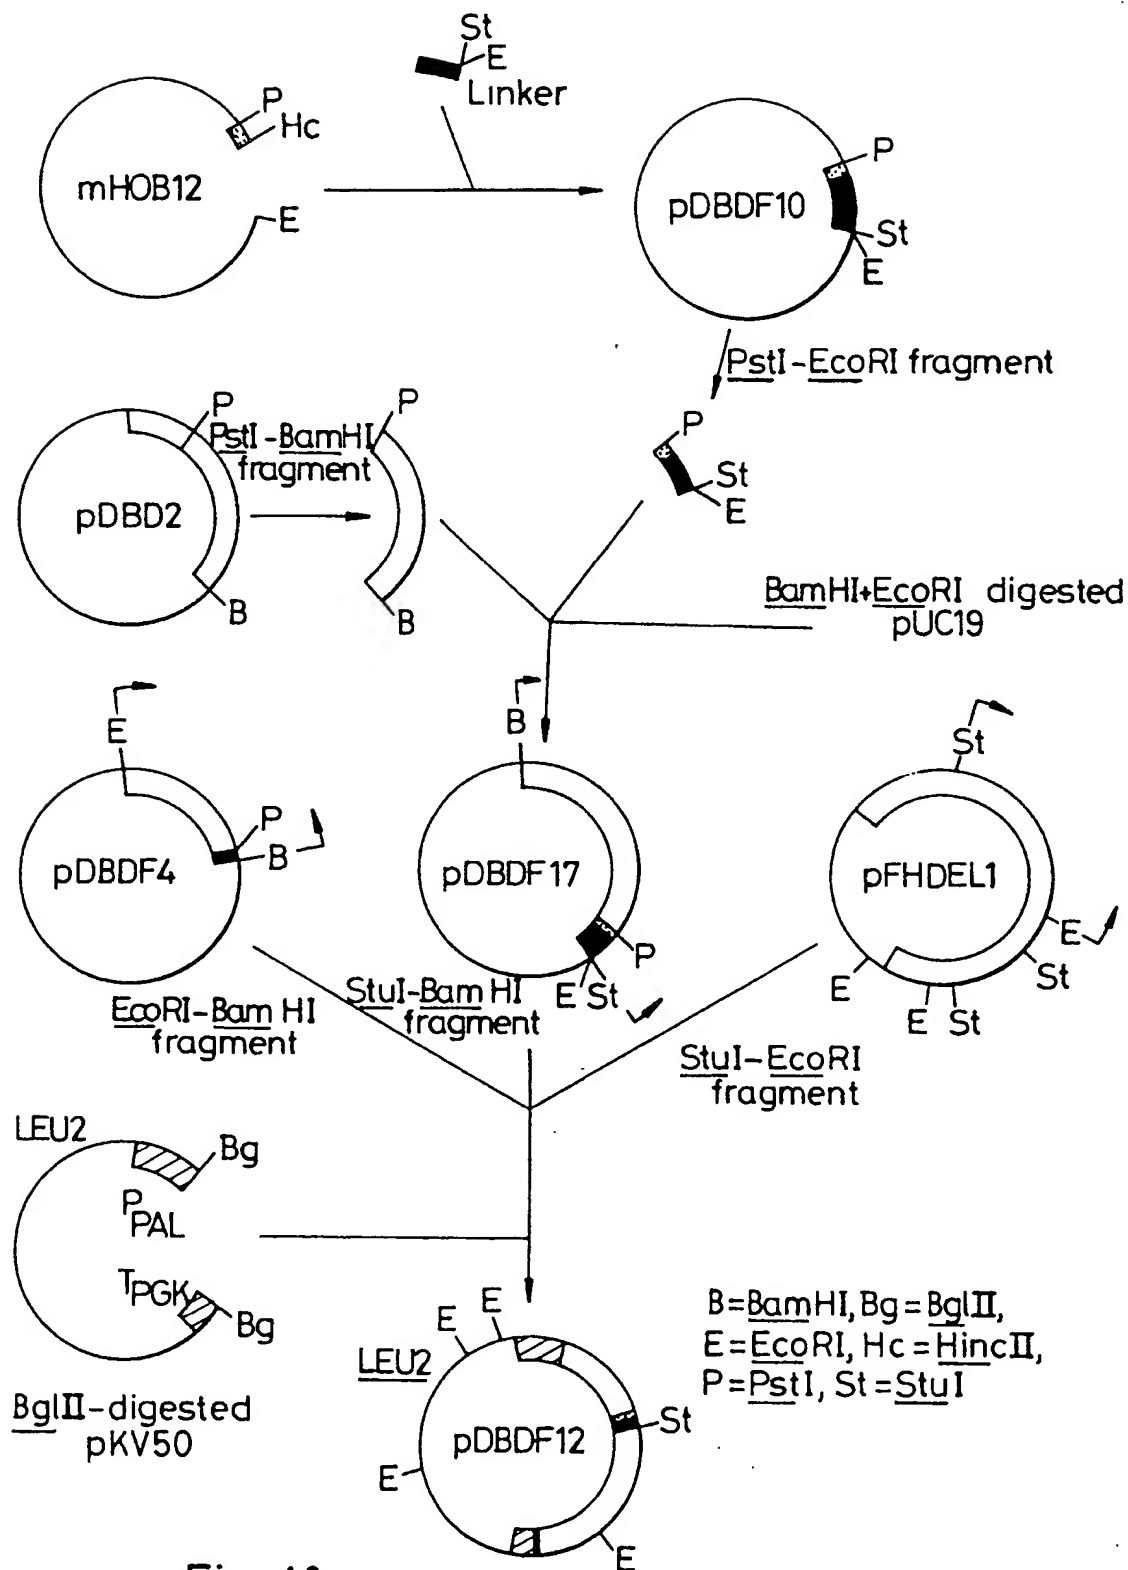 St
E
Linker
P
Hc
mHOB12
E
P
pDBDF10
St
E
PstI-EcoRI fragment
P
PstI-BamHI
fragment
P
pDBD2
B
B
P
St
E
BamHI+EcoRI digested
pUC19
E
P
B
pDBDF4
B
pDBDF17
P
E St
St
pFHDEL1
E
St
E
E St
EcoRI-Bam HI
fragment
StuI-Bam HI
fragment
StuI-EcoRI
fragment
LEU2
Bg
PPAL
TPGK
Bg
BglII-digested
pKV50
E
E
LEU2
pDBDF12
St
E
E
B=BamHI, Bg=BglII,
E=EcoRI, Hc=HincII,
P=PstI, St=StuI